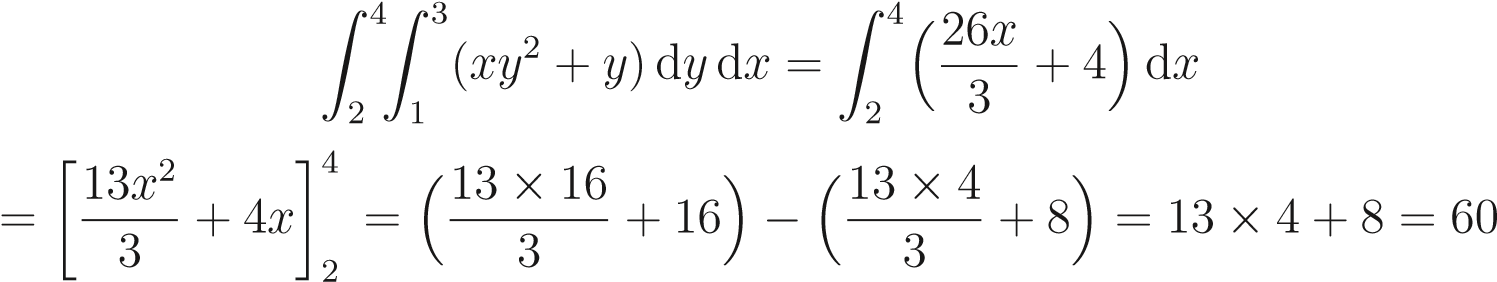 ∫₂⁴∫₁³ (xy² + y) dy dx = ∫₂⁴ (26x/3 + 4) dx
= [13x²/3 + 4x]₂⁴ = (13 × 16/3 + 16) − (13 × 4/3 + 8) = 13 × 4 + 8 = 60